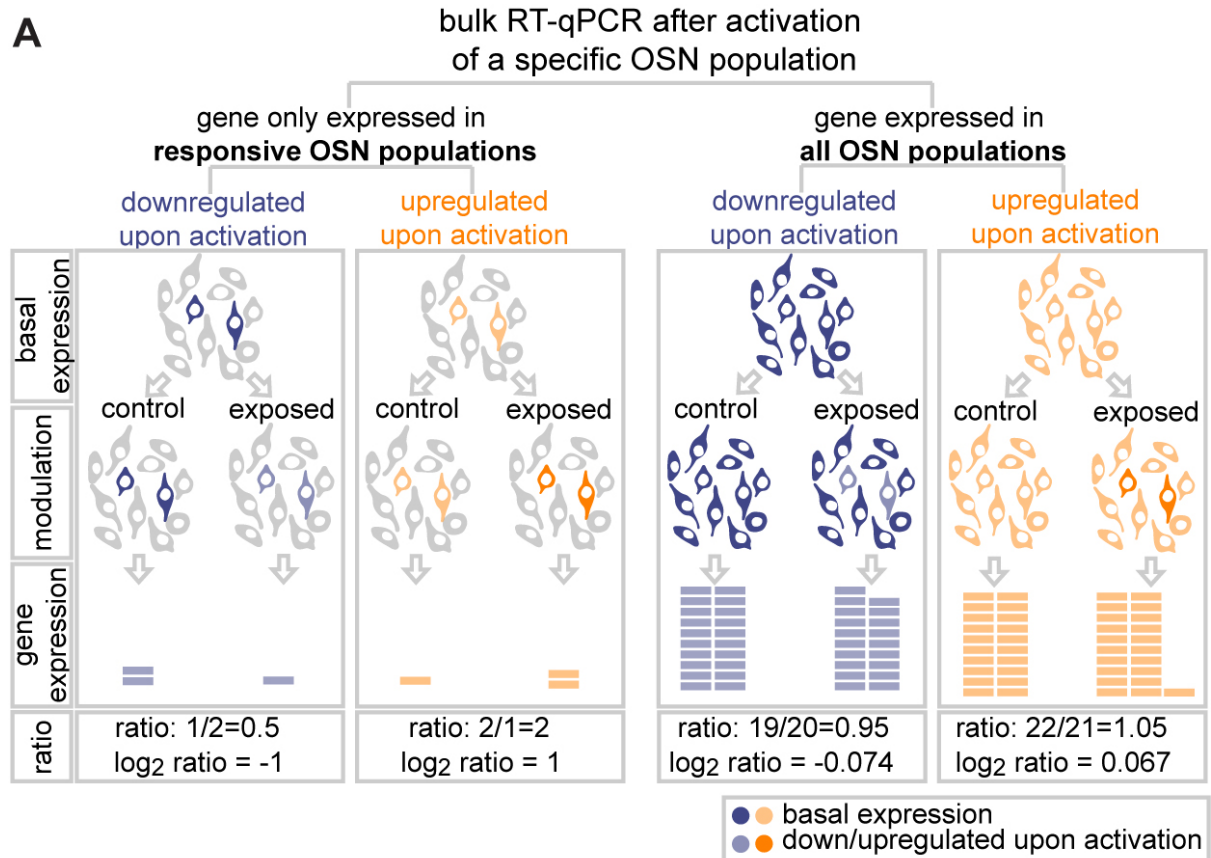 A
bulk RT-qPCR after activation
of a specific OSN population
gene only expressed in
responsive OSN populations
gene expressed in
all OSN populations
downregulated
upon activation
upregulated
upon activation
downregulated
upon activation
upregulated
upon activation
basal
expression
control
exposed
control
exposed
control
exposed
control
exposed
modulation
gene
expression
ratio
ratio: 1/2=0.5
log₂ ratio = -1
ratio: 2/1=2
log₂ ratio = 1
ratio: 19/20=0.95
log₂ ratio = -0.074
ratio: 22/21=1.05
log₂ ratio = 0.067
basal expression
down/upregulated upon activation